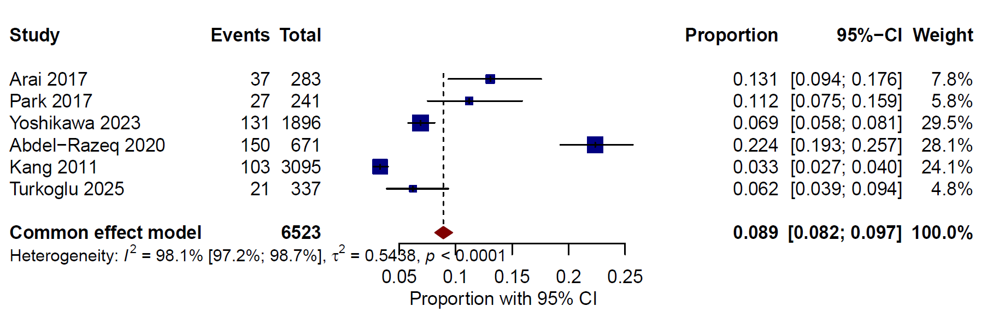 Study Events Total Proportion 95%−CI Weight
Arai 2017 37 283 0.131 [0.094; 0.176] 7.8%
Park 2017 27 241 0.112 [0.075; 0.159] 5.8%
Yoshikawa 2023 131 1896 0.069 [0.058; 0.081] 29.5%
Abdel−Razeq 2020 150 671 0.224 [0.193; 0.257] 28.1%
Kang 2011 103 3095 0.033 [0.027; 0.040] 24.1%
Turkoglu 2025 21 337 0.062 [0.039; 0.094] 4.8%
Common effect model 6523 0.089 [0.082; 0.097] 100.0%
Heterogeneity: I² = 98.1% [97.2%; 98.7%], τ² = 0.5438, p < 0.0001
0.05 0.1 0.15 0.2 0.25
Proportion with 95% CI